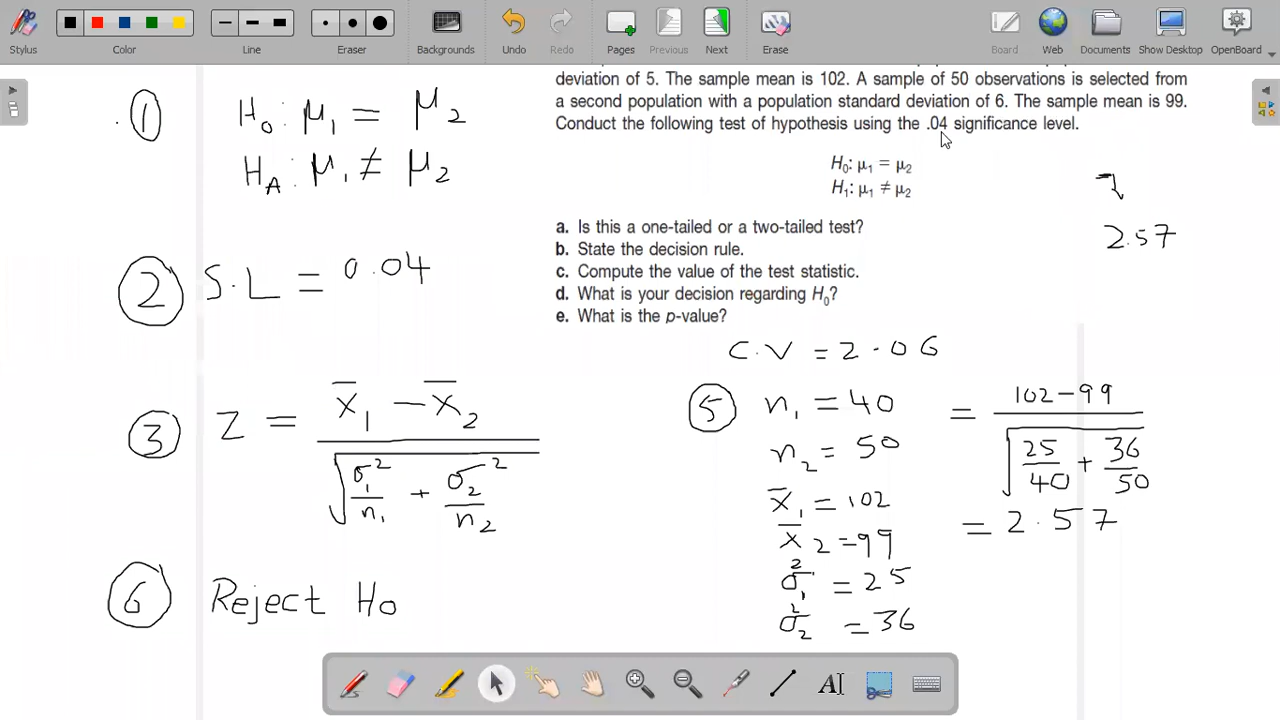 Stylus
Color
Line
Eraser
Backgrounds
Undo
Redo
Pages
Previous
Next
Erase
Board
Web
Documents
Show Desktop
OpenBoard
deviation of 5. The sample mean is 102. A sample of 50 observations is selected from
a second population with a population standard deviation of 6. The sample mean is 99.
Conduct the following test of hypothesis using the .04 significance level.
H₀: μ₁ = μ₂
H₁: μ₁ ≠ μ₂
a. Is this a one-tailed or a two-tailed test?
b. State the decision rule.
c. Compute the value of the test statistic.
d. What is your decision regarding H₀?
e. What is the p-value?
① H₀ : μ₁ = μ₂
H_A : μ₁ ≠ μ₂
2.57
② S.L = 0.04
C.V = 2.06
③ Z = (x̄₁ − x̄₂) / √(σ₁²/n₁ + σ₂²/n₂)
⑤ n₁ = 40
n₂ = 50
x̄₁ = 102
x̄₂ = 99
σ₁² = 25
σ₂² = 36
= (102 − 99) / √(25/40 + 36/50)
= 2.57
⑥ Reject H₀